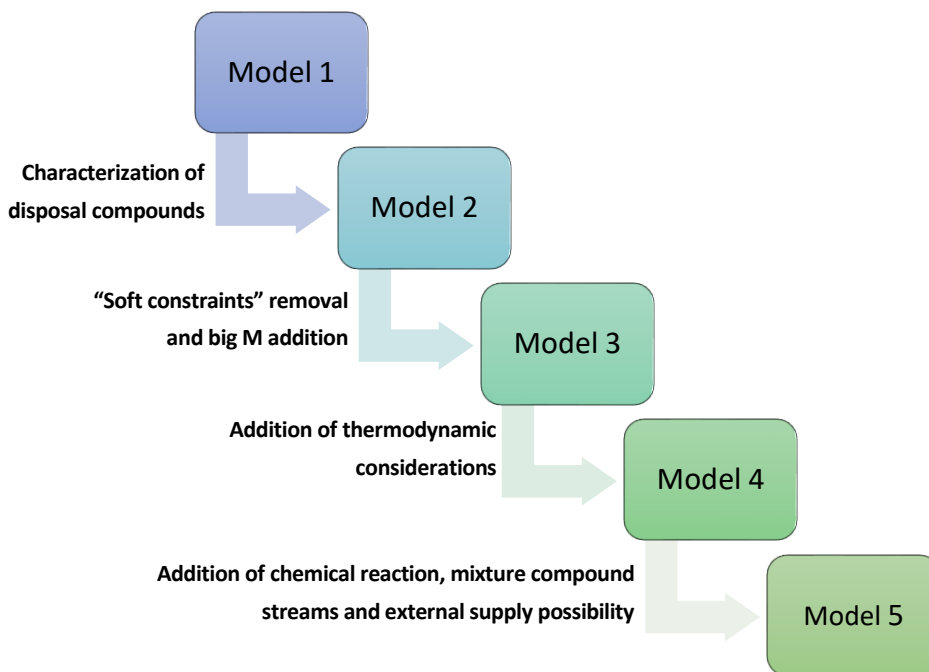 Model 1
Characterization of
disposal compounds
Model 2
“Soft constraints” removal
and big M addition
Model 3
Addition of thermodynamic
considerations
Model 4
Addition of chemical reaction, mixture compound
streams and external supply possibility
Model 5